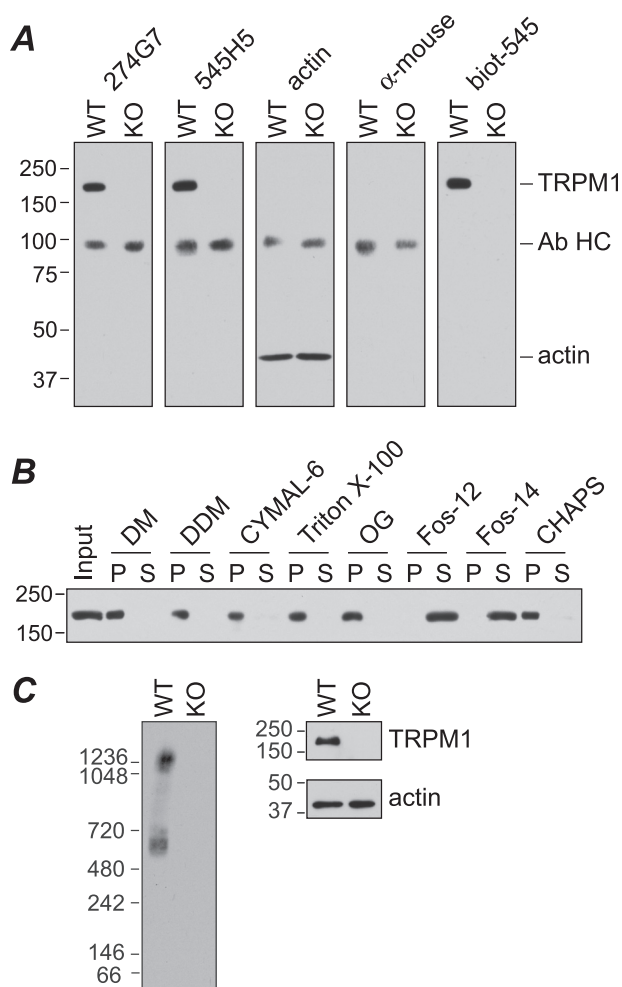 A
274G7 545H5 actin α-mouse biot-545
WT KO WT KO WT KO WT KO WT KO
250
150
100
75
50
37
TRPM1
Ab HC
actin
B
DM DDM CYMAL-6 Triton X-100 OG Fos-12 Fos-14 CHAPS
Input P S P S P S P S P S P S P S P S
250
150
C
WT KO
1236
1048
720
480
242
146
66
WT KO
250
150
TRPM1
50
37
actin